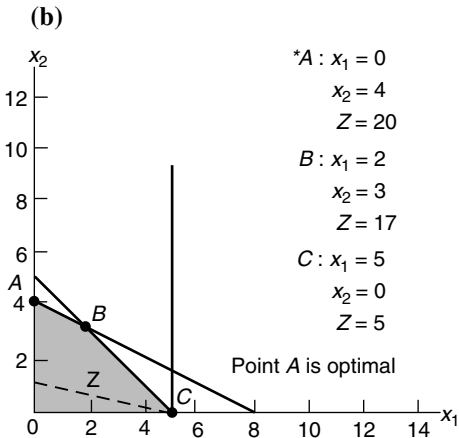 (b)
x2
12
10
8
6
4
2
0
A
B
C
Z
0 2 4 6 8 10 12 14 x1
*A: x1 = 0
x2 = 4
Z = 20
B: x1 = 2
x2 = 3
Z = 17
C: x1 = 5
x2 = 0
Z = 5
Point A is optimal